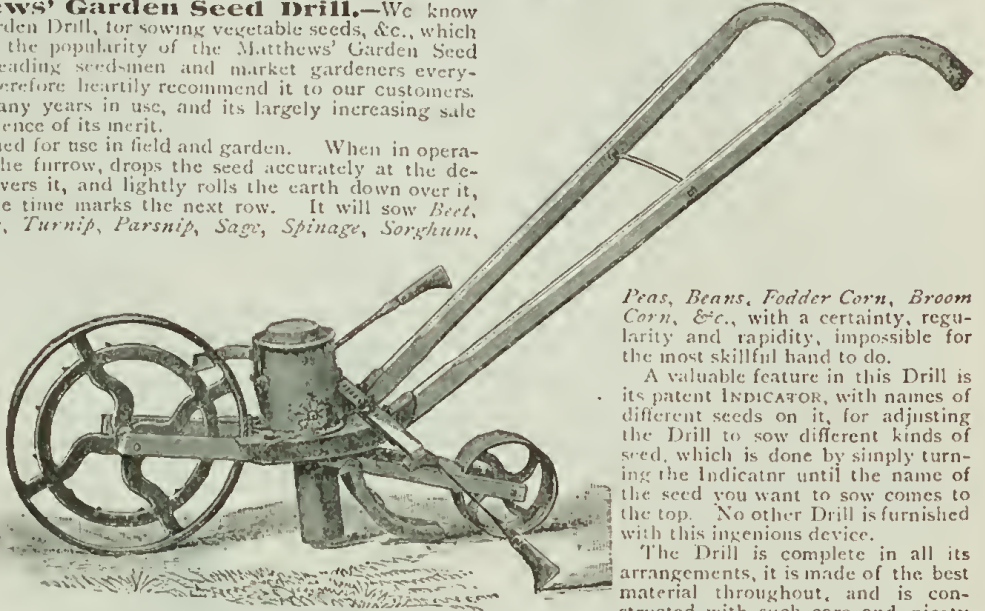 ews' Garden Seed Drill.—We know
rden Drill, for sowing vegetable seeds, &c., which
the popularity of the Matthews' Garden Seed
eading seedsmen and market gardeners every-
erefore heartily recommend it to our customers.
any years in use, and its largely increasing sale
ence of its merit.
ned for use in field and garden. When in opera-
he furrow, drops the seed accurately at the de-
vers it, and lightly rolls the earth down over it,
e time marks the next row. It will sow Beet,
, Turnip, Parsnip, Sage, Spinage, Sorghum,
Peas, Beans, Fodder Corn, Broom
Corn, &c., with a certainty, regu-
larity and rapidity, impossible for
the most skillful hand to do.
A valuable feature in this Drill is
its patent INDICATOR, with names of
different seeds on it, for adjusting
the Drill to sow different kinds of
seed, which is done by simply turn-
ing the Indicatnr until the name of
the seed you want to sow comes to
the top. No other Drill is furnished
with this ingenious device.
The Drill is complete in all its
arrangements, it is made of the best
material throughout, and is con-
structed with such care and nicety